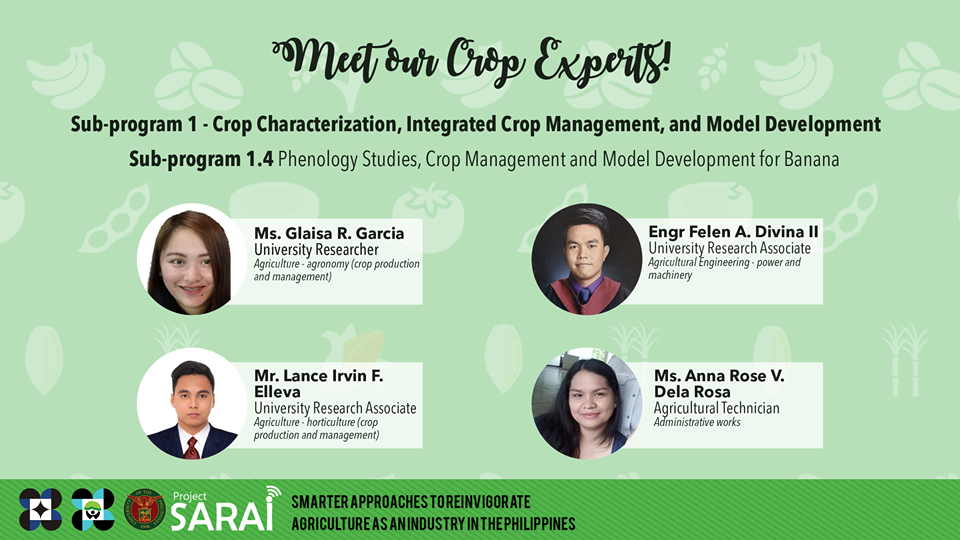 Meet our Crop Experts!
Sub-program 1 - Crop Characterization, Integrated Crop Management, and Model Development
Sub-program 1.4 Phenology Studies, Crop Management and Model Development for Banana
Ms. Glaisa R. Garcia
University Researcher
Agriculture - agronomy (crop production
and management)
Engr Felen A. Divina II
University Research Associate
Agricultural Engineering - power and
machinery
Mr. Lance Irvin F.
Elleva
University Research Associate
Agriculture - horticulture (crop
production and management)
Ms. Anna Rose V.
Dela Rosa
Agricultural Technician
Administrative works
Project
SARAI
SMARTER APPROACHES TO REINVIGORATE
AGRICULTURE AS AN INDUSTRY IN THE PHILIPPINES